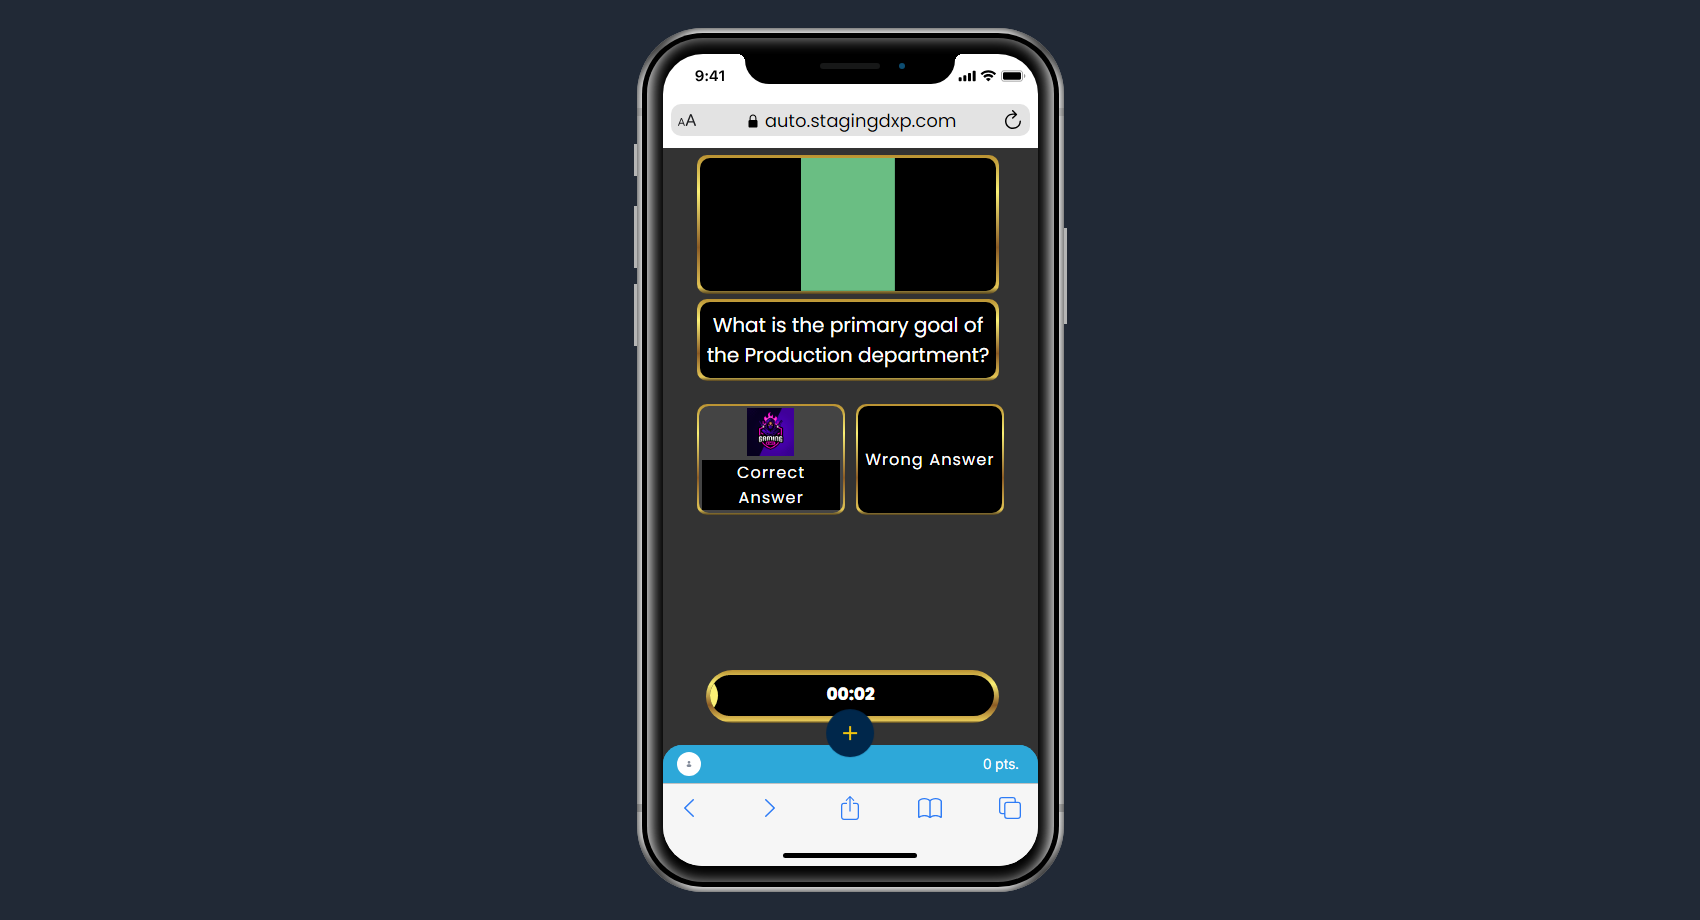 9:41
AA auto.stagingdxp.com
What is the primary goal of
the Production department?
GAMING
Correct
Answer
Wrong Answer
00:02
+
0 pts.